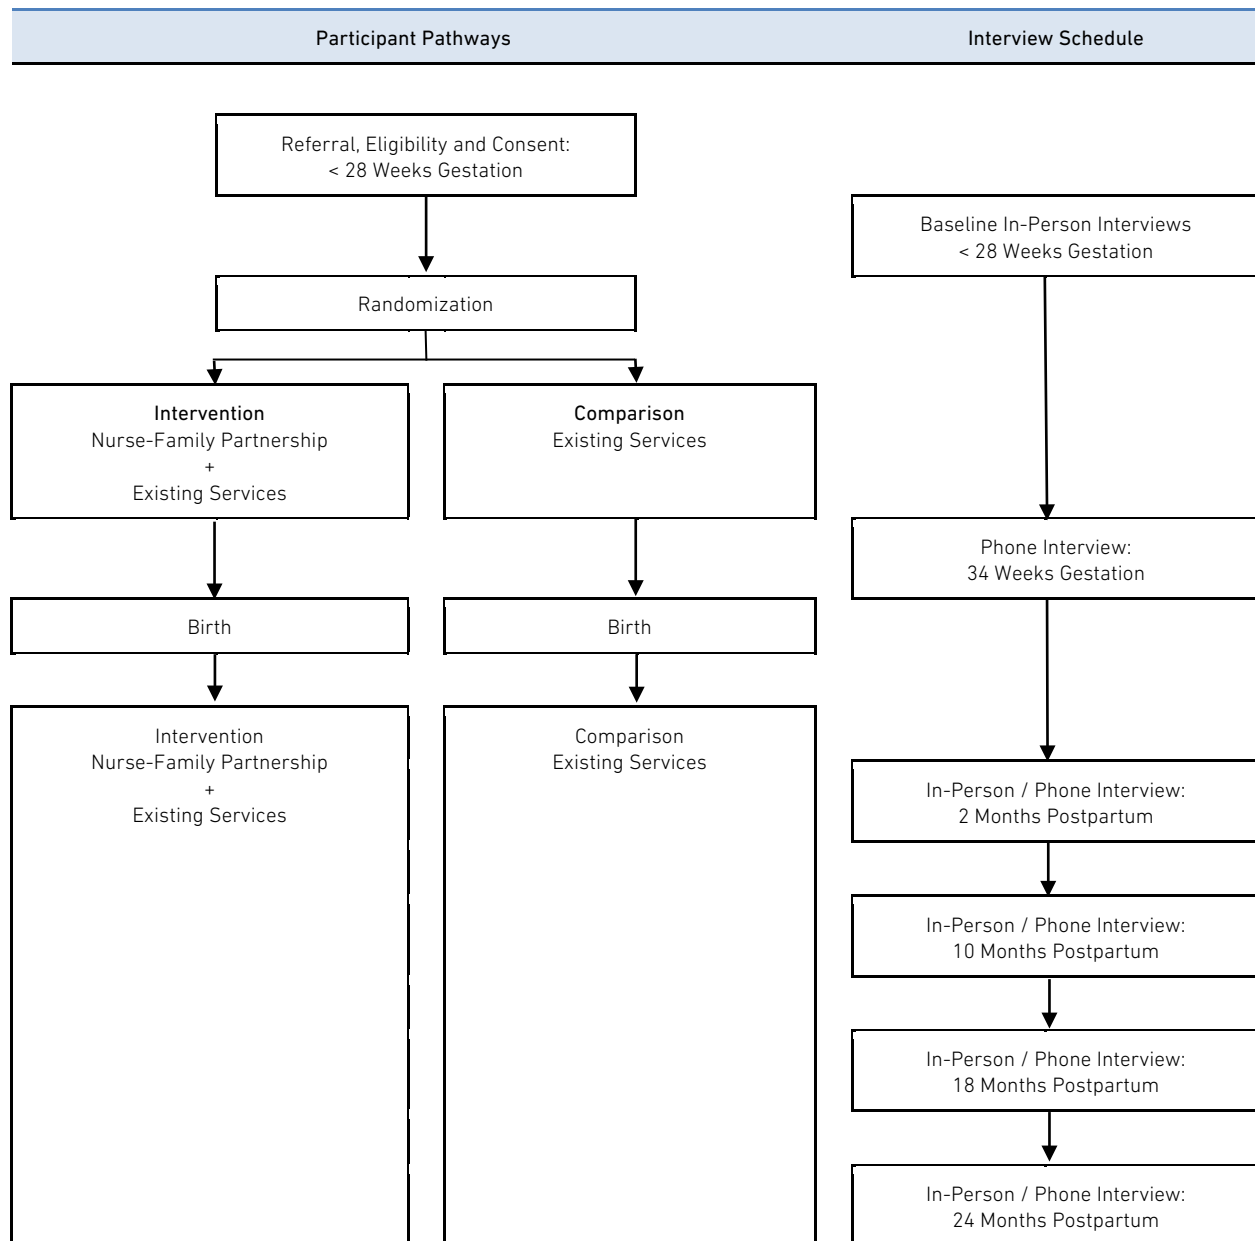 Participant Pathways
Interview Schedule
Referral, Eligibility and Consent:
< 28 Weeks Gestation
Baseline In-Person Interviews
< 28 Weeks Gestation
Randomization
Intervention
Nurse-Family Partnership
+
Existing Services
Comparison
Existing Services
Phone Interview:
34 Weeks Gestation
Birth
Birth
Intervention
Nurse-Family Partnership
+
Existing Services
Comparison
Existing Services
In-Person / Phone Interview:
2 Months Postpartum
In-Person / Phone Interview:
10 Months Postpartum
In-Person / Phone Interview:
18 Months Postpartum
In-Person / Phone Interview:
24 Months Postpartum